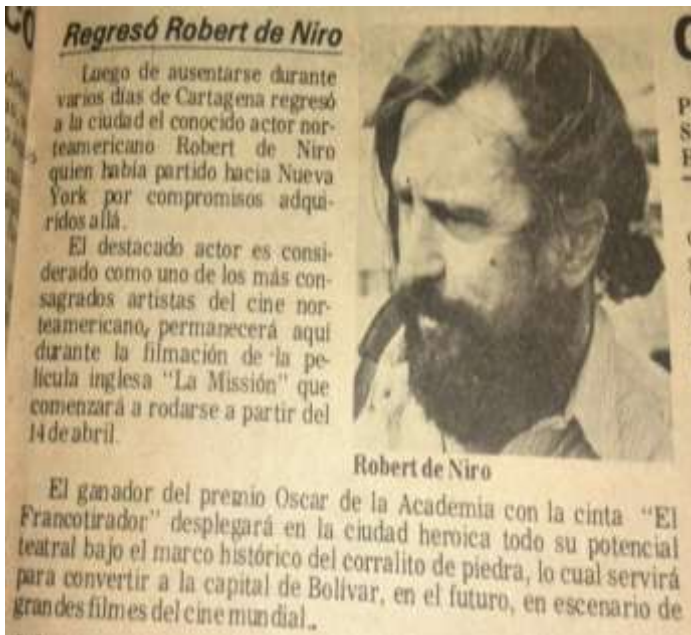 Regresó Robert de Niro
Luego de ausentarse durante
varios días de Cartagena regresó
a la ciudad el conocido actor nor-
teamericano Robert de Niro
quien había partido hacia Nueva
York por compromisos adqui-
ridos allá.
El destacado actor es consi-
derado como uno de los más con-
sagrados artistas del cine nor-
teamericano, permanecerá aquí
durante la filmación de la pe-
lícula inglesa "La Missión" que
comenzará a rodarse a partir del
14 de abril.
Robert de Niro
El ganador del premio Oscar de la Academia con la cinta "El
Francotirador" desplegará en la ciudad heroica todo su potencial
teatral bajo el marco histórico del corralito de piedra, lo cual servirá
para convertir a la capital de Bolívar, en el futuro, en escenario de
grandes filmes del cine mundial..